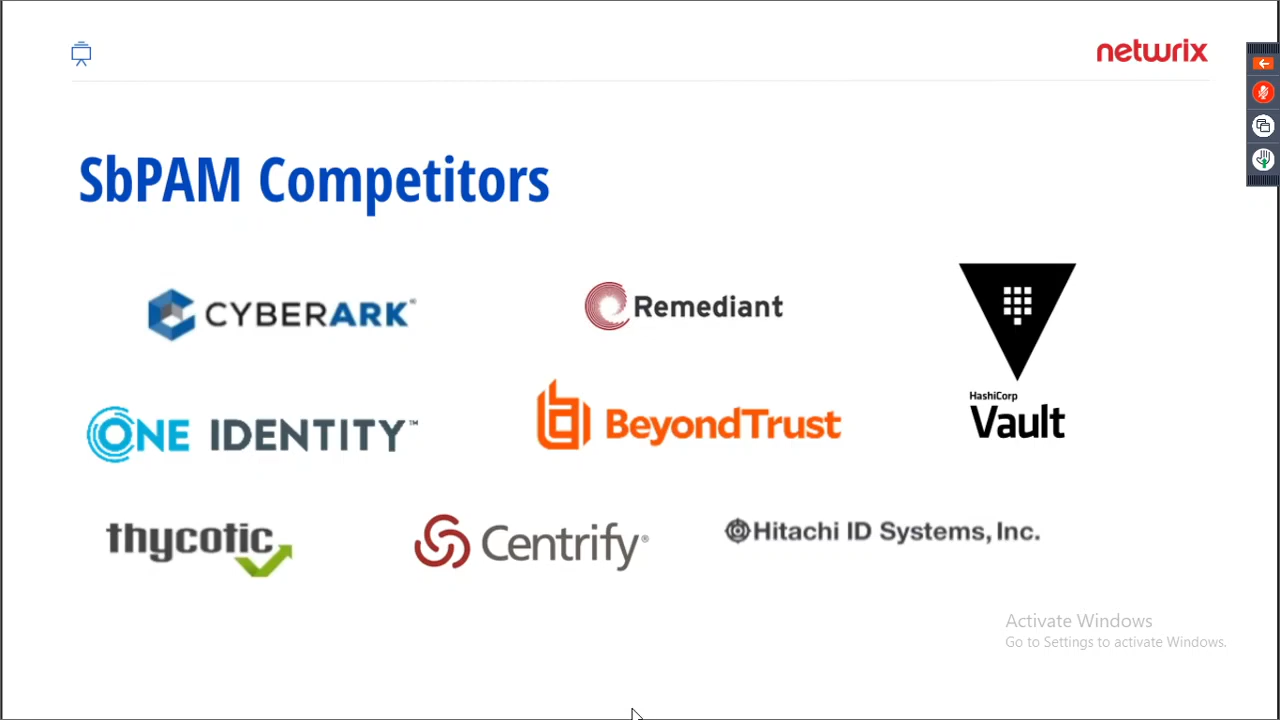 netwrix
SbPAM Competitors
CYBERARK®
Remediant
ONE IDENTITY™
BeyondTrust
HashiCorp
Vault
thycotic
Centrify®
Hitachi ID Systems, Inc.
Activate Windows
Go to Settings to activate Windows.